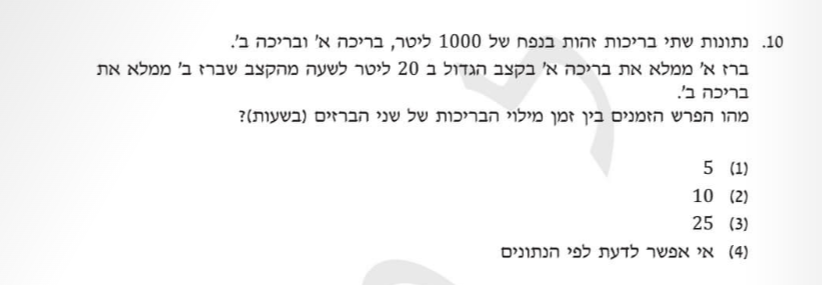 10. נתונות שתי בריכות זהות בנפח של 1000 ליטר, בריכה א' ובריכה ב'.
ברז א' ממלא את בריכה א' בקצב הגדול ב 20 ליטר לשעה מהקצב שברז ב' ממלא את
בריכה ב'.
מהו הפרש הזמנים בין זמן מילוי הבריכות של שני הברזים (בשעות)?
(1) 5
(2) 10
(3) 25
(4) אי אפשר לדעת לפי הנתונים